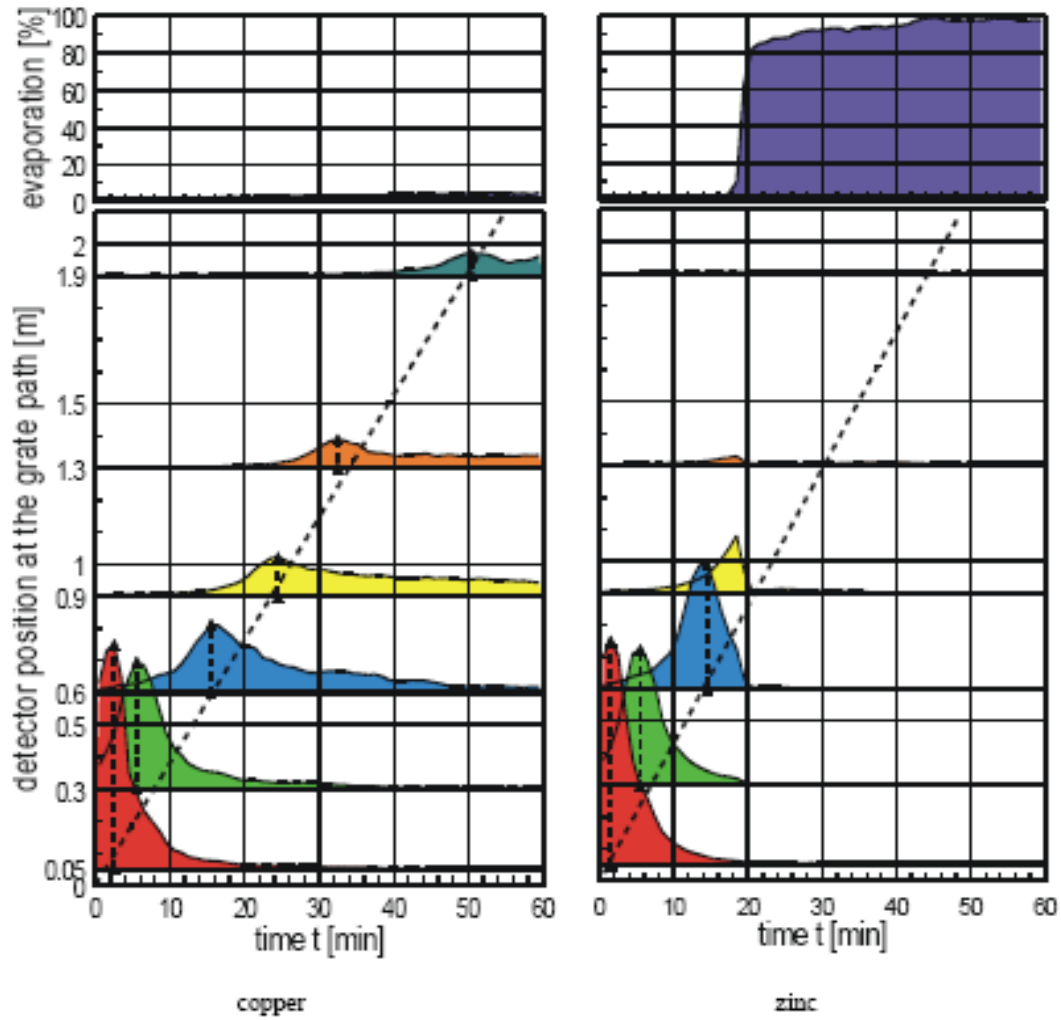 evaporation [%]
100
80
60
40
20
0
detector position at the grate path [m]
2
1.9
1.5
1.3
1
0.9
0.6
0.5
0.3
0.05
0
0 10 20 30 40 50 60
0 10 20 30 40 50 60
time t [min]
time t [min]
copper
zinc